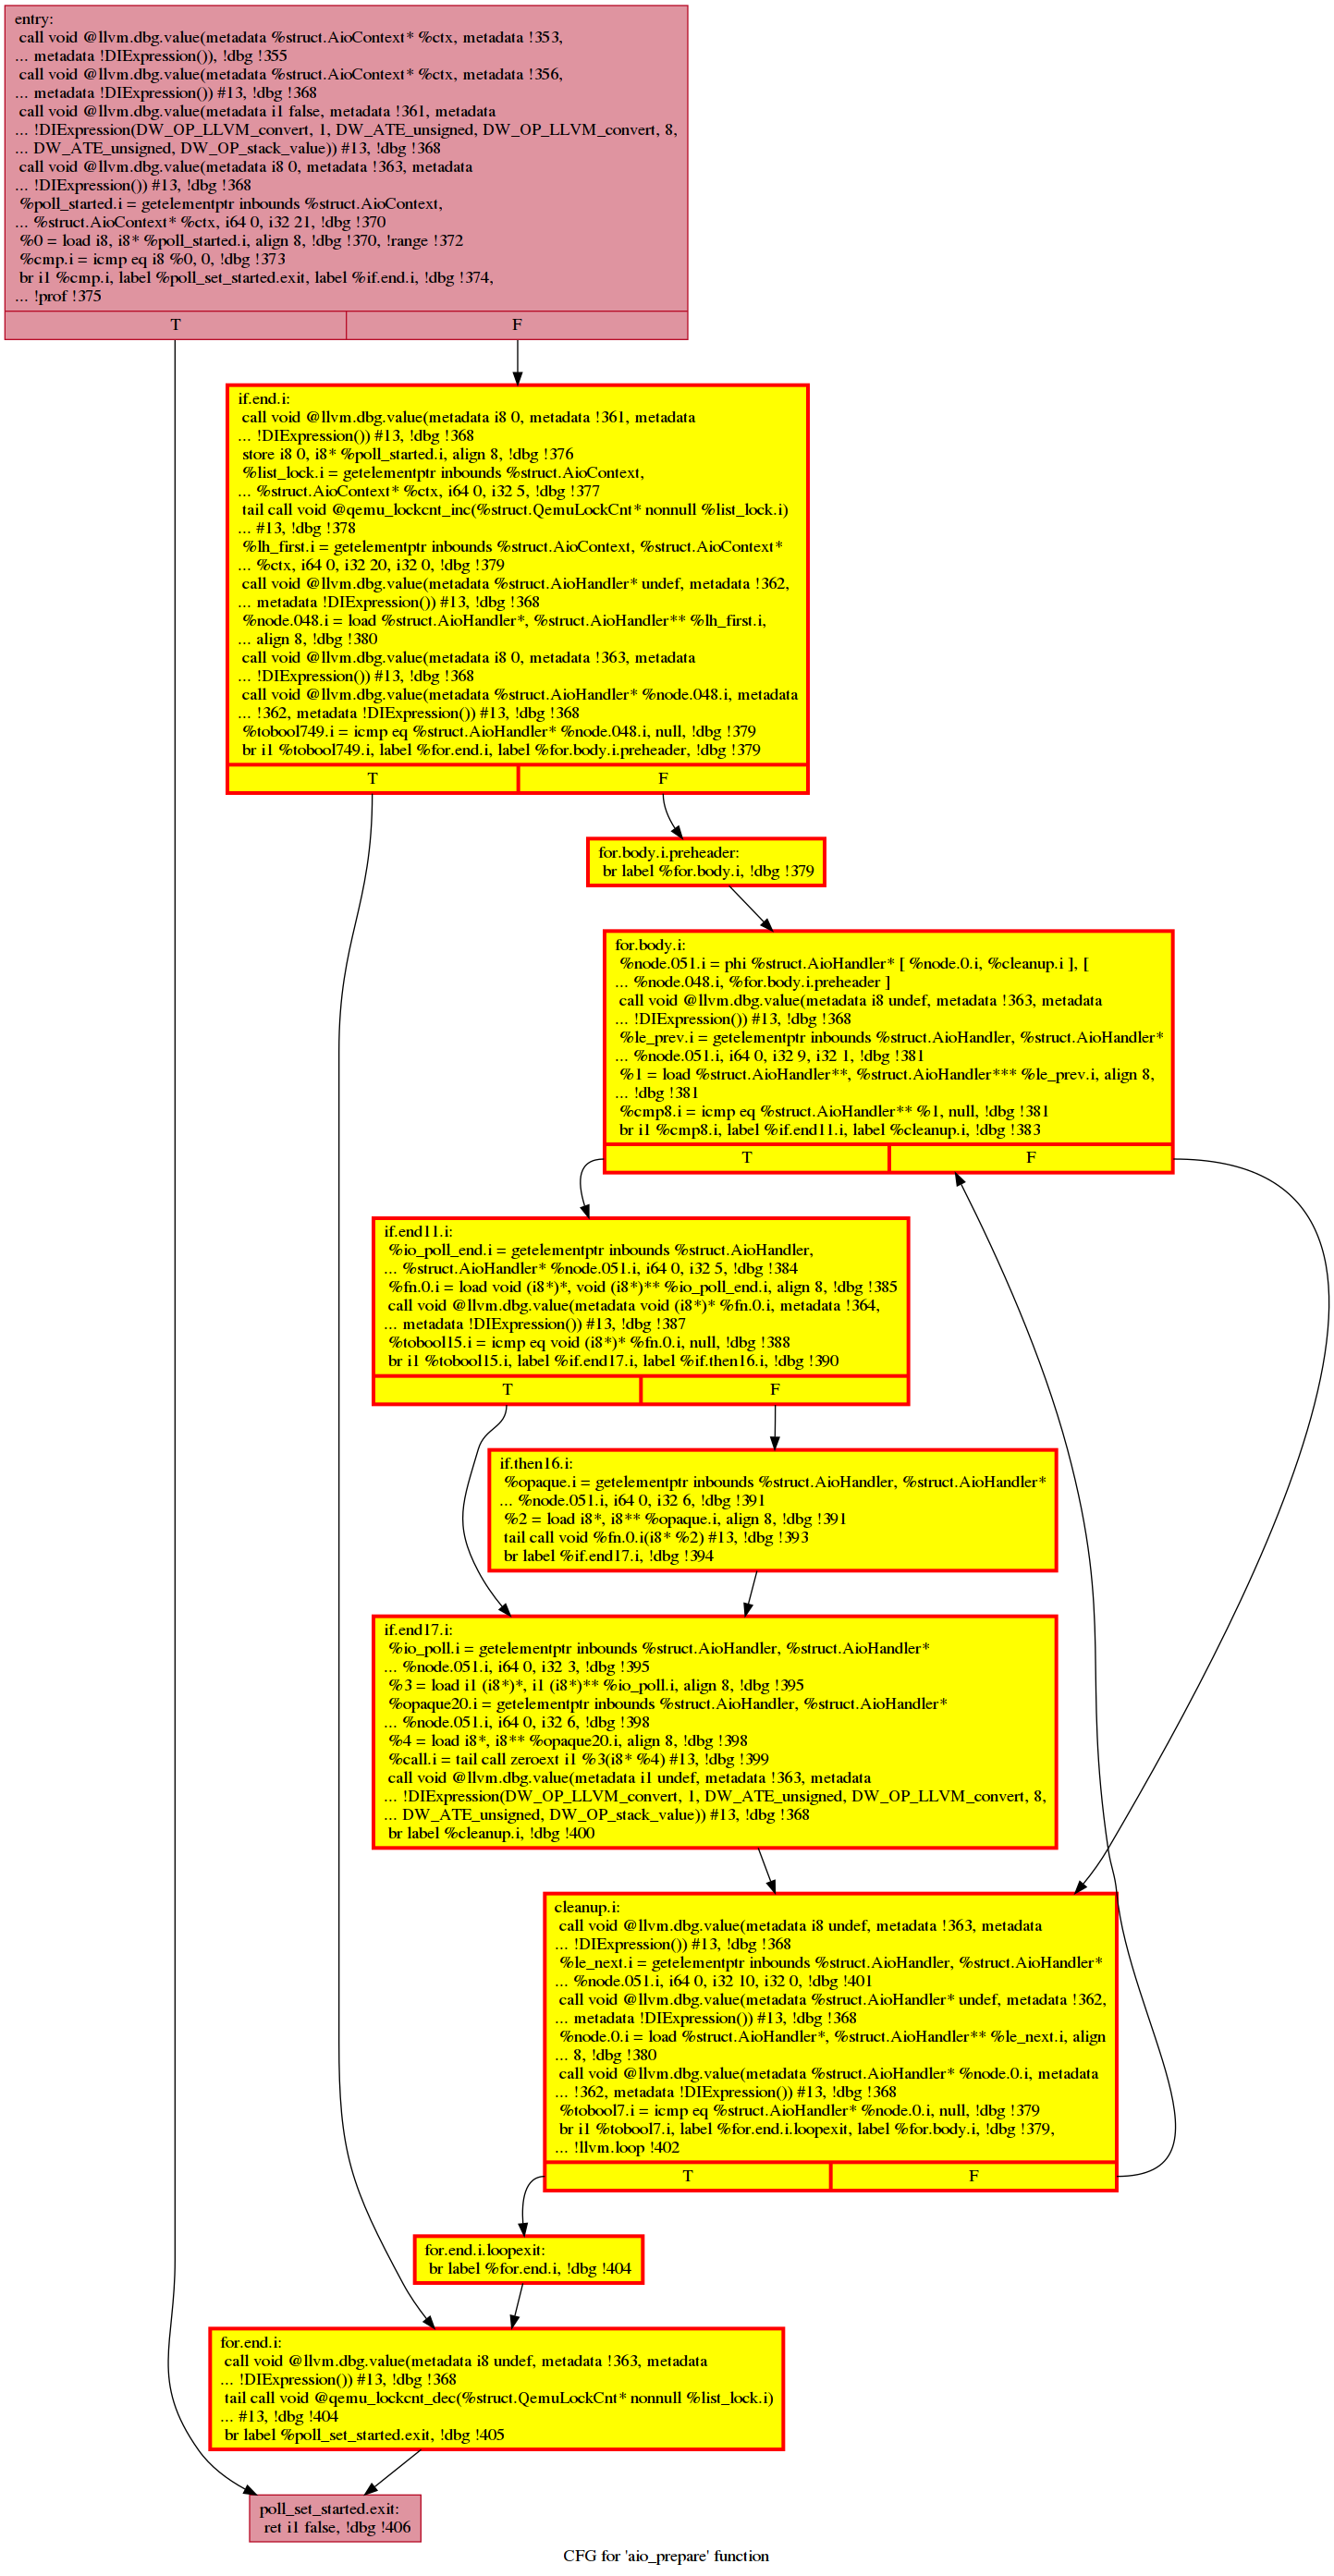 entry:
call void @llvm.dbg.value(metadata %struct.AioContext* %ctx, metadata !353,
... metadata !DIExpression()), !dbg !355
call void @llvm.dbg.value(metadata %struct.AioContext* %ctx, metadata !356,
... metadata !DIExpression()) #13, !dbg !368
call void @llvm.dbg.value(metadata i1 false, metadata !361, metadata
... !DIExpression(DW_OP_LLVM_convert, 1, DW_ATE_unsigned, DW_OP_LLVM_convert, 8,
... DW_ATE_unsigned, DW_OP_stack_value)) #13, !dbg !368
call void @llvm.dbg.value(metadata i8 0, metadata !363, metadata
... !DIExpression()) #13, !dbg !368
%poll_started.i = getelementptr inbounds %struct.AioContext,
... %struct.AioContext* %ctx, i64 0, i32 21, !dbg !370
%0 = load i8, i8* %poll_started.i, align 8, !dbg !370, !range !372
%cmp.i = icmp eq i8 %0, 0, !dbg !373
br i1 %cmp.i, label %poll_set_started.exit, label %if.end.i, !dbg !374,
... !prof !375
T F
if.end.i:
call void @llvm.dbg.value(metadata i8 0, metadata !361, metadata
... !DIExpression()) #13, !dbg !368
store i8 0, i8* %poll_started.i, align 8, !dbg !376
%list_lock.i = getelementptr inbounds %struct.AioContext,
... %struct.AioContext* %ctx, i64 0, i32 5, !dbg !377
tail call void @qemu_lockcnt_inc(%struct.QemuLockCnt* nonnull %list_lock.i)
... #13, !dbg !378
%lh_first.i = getelementptr inbounds %struct.AioContext, %struct.AioContext*
... %ctx, i64 0, i32 20, i32 0, !dbg !379
call void @llvm.dbg.value(metadata %struct.AioHandler* undef, metadata !362,
... metadata !DIExpression()) #13, !dbg !368
%node.048.i = load %struct.AioHandler*, %struct.AioHandler** %lh_first.i,
... align 8, !dbg !380
call void @llvm.dbg.value(metadata i8 0, metadata !363, metadata
... !DIExpression()) #13, !dbg !368
call void @llvm.dbg.value(metadata %struct.AioHandler* %node.048.i, metadata
... !362, metadata !DIExpression()) #13, !dbg !368
%tobool749.i = icmp eq %struct.AioHandler* %node.048.i, null, !dbg !379
br i1 %tobool749.i, label %for.end.i, label %for.body.i.preheader, !dbg !379
T F
for.body.i.preheader:
br label %for.body.i, !dbg !379
for.body.i:
%node.051.i = phi %struct.AioHandler* [ %node.0.i, %cleanup.i ], [
... %node.048.i, %for.body.i.preheader ]
call void @llvm.dbg.value(metadata i8 undef, metadata !363, metadata
... !DIExpression()) #13, !dbg !368
%le_prev.i = getelementptr inbounds %struct.AioHandler, %struct.AioHandler*
... %node.051.i, i64 0, i32 9, i32 1, !dbg !381
%1 = load %struct.AioHandler**, %struct.AioHandler*** %le_prev.i, align 8,
... !dbg !381
%cmp8.i = icmp eq %struct.AioHandler** %1, null, !dbg !381
br i1 %cmp8.i, label %if.end11.i, label %cleanup.i, !dbg !383
T F
if.end11.i:
%io_poll_end.i = getelementptr inbounds %struct.AioHandler,
... %struct.AioHandler* %node.051.i, i64 0, i32 5, !dbg !384
%fn.0.i = load void (i8*)*, void (i8*)** %io_poll_end.i, align 8, !dbg !385
call void @llvm.dbg.value(metadata void (i8*)* %fn.0.i, metadata !364,
... metadata !DIExpression()) #13, !dbg !387
%tobool15.i = icmp eq void (i8*)* %fn.0.i, null, !dbg !388
br i1 %tobool15.i, label %if.end17.i, label %if.then16.i, !dbg !390
T F
if.then16.i:
%opaque.i = getelementptr inbounds %struct.AioHandler, %struct.AioHandler*
... %node.051.i, i64 0, i32 6, !dbg !391
%2 = load i8*, i8** %opaque.i, align 8, !dbg !391
tail call void %fn.0.i(i8* %2) #13, !dbg !393
br label %if.end17.i, !dbg !394
if.end17.i:
%io_poll.i = getelementptr inbounds %struct.AioHandler, %struct.AioHandler*
... %node.051.i, i64 0, i32 3, !dbg !395
%3 = load i1 (i8*)*, i1 (i8*)** %io_poll.i, align 8, !dbg !395
%opaque20.i = getelementptr inbounds %struct.AioHandler, %struct.AioHandler*
... %node.051.i, i64 0, i32 6, !dbg !398
%4 = load i8*, i8** %opaque20.i, align 8, !dbg !398
%call.i = tail call zeroext i1 %3(i8* %4) #13, !dbg !399
call void @llvm.dbg.value(metadata i1 undef, metadata !363, metadata
... !DIExpression(DW_OP_LLVM_convert, 1, DW_ATE_unsigned, DW_OP_LLVM_convert, 8,
... DW_ATE_unsigned, DW_OP_stack_value)) #13, !dbg !368
br label %cleanup.i, !dbg !400
cleanup.i:
call void @llvm.dbg.value(metadata i8 undef, metadata !363, metadata
... !DIExpression()) #13, !dbg !368
%le_next.i = getelementptr inbounds %struct.AioHandler, %struct.AioHandler*
... %node.051.i, i64 0, i32 10, i32 0, !dbg !401
call void @llvm.dbg.value(metadata %struct.AioHandler* undef, metadata !362,
... metadata !DIExpression()) #13, !dbg !368
%node.0.i = load %struct.AioHandler*, %struct.AioHandler** %le_next.i, align
... 8, !dbg !380
call void @llvm.dbg.value(metadata %struct.AioHandler* %node.0.i, metadata
... !362, metadata !DIExpression()) #13, !dbg !368
%tobool7.i = icmp eq %struct.AioHandler* %node.0.i, null, !dbg !379
br i1 %tobool7.i, label %for.end.i.loopexit, label %for.body.i, !dbg !379,
... !llvm.loop !402
T F
for.end.i.loopexit:
br label %for.end.i, !dbg !404
for.end.i:
call void @llvm.dbg.value(metadata i8 undef, metadata !363, metadata
... !DIExpression()) #13, !dbg !368
tail call void @qemu_lockcnt_dec(%struct.QemuLockCnt* nonnull %list_lock.i)
... #13, !dbg !404
br label %poll_set_started.exit, !dbg !405
poll_set_started.exit:
ret i1 false, !dbg !406
CFG for 'aio_prepare' function